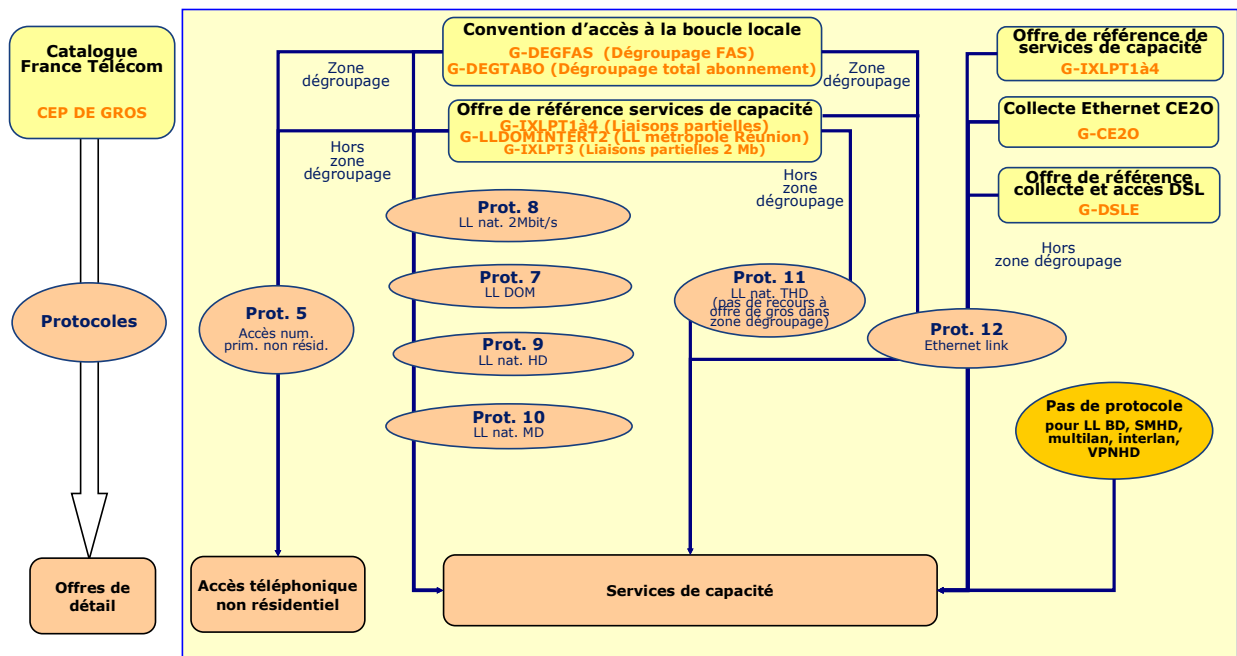 Catalogue
France Télécom
CEP DE GROS
Protocoles
Offres de
détail
Convention d'accès à la boucle locale
G-DEGFAS (Dégroupage FAS)
G-DEGTABO (Dégroupage total abonnement)
Zone
dégroupage
Zone
dégroupage
Offre de référence services de capacité
G-IXLPT1à4 (Liaisons partielles)
G-LLDOMINTERT2 (LL métropole Réunion)
G-IXLPT3 (Liaisons partielles 2 Mb)
Hors
zone
dégroupage
Hors
zone
dégroupage
Offre de référence de
services de capacité
G-IXLPT1à4
Collecte Ethernet CE2O
G-CE2O
Offre de référence
collecte et accès DSL
G-DSLE
Hors
zone dégroupage
Prot. 8
LL nat. 2Mbit/s
Prot. 7
LL DOM
Prot. 5
Accès num.
prim. non résid.
Prot. 9
LL nat. HD
Prot. 10
LL nat. MD
Prot. 11
LL nat. THD
(pas de recours à
offre de gros dans
zone dégroupage)
Prot. 12
Ethernet link
Pas de protocole
pour LL BD, SMHD,
multilan, interlan,
VPNHD
Accès téléphonique
non résidentiel
Services de capacité